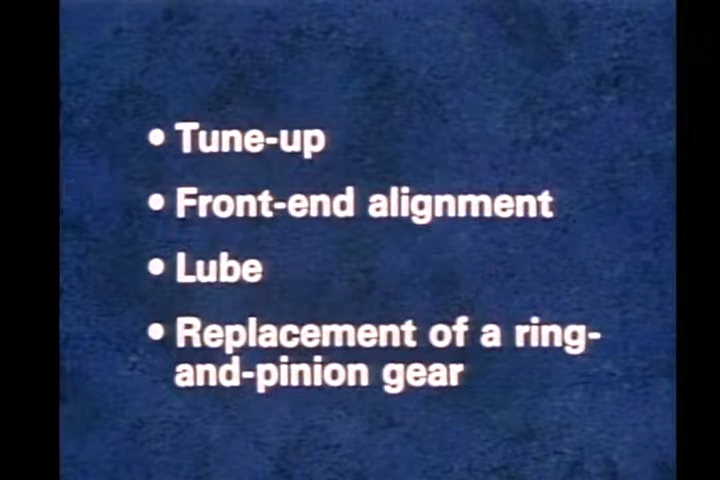 • Tune-up
• Front-end alignment
• Lube
• Replacement of a ring-
and-pinion gear